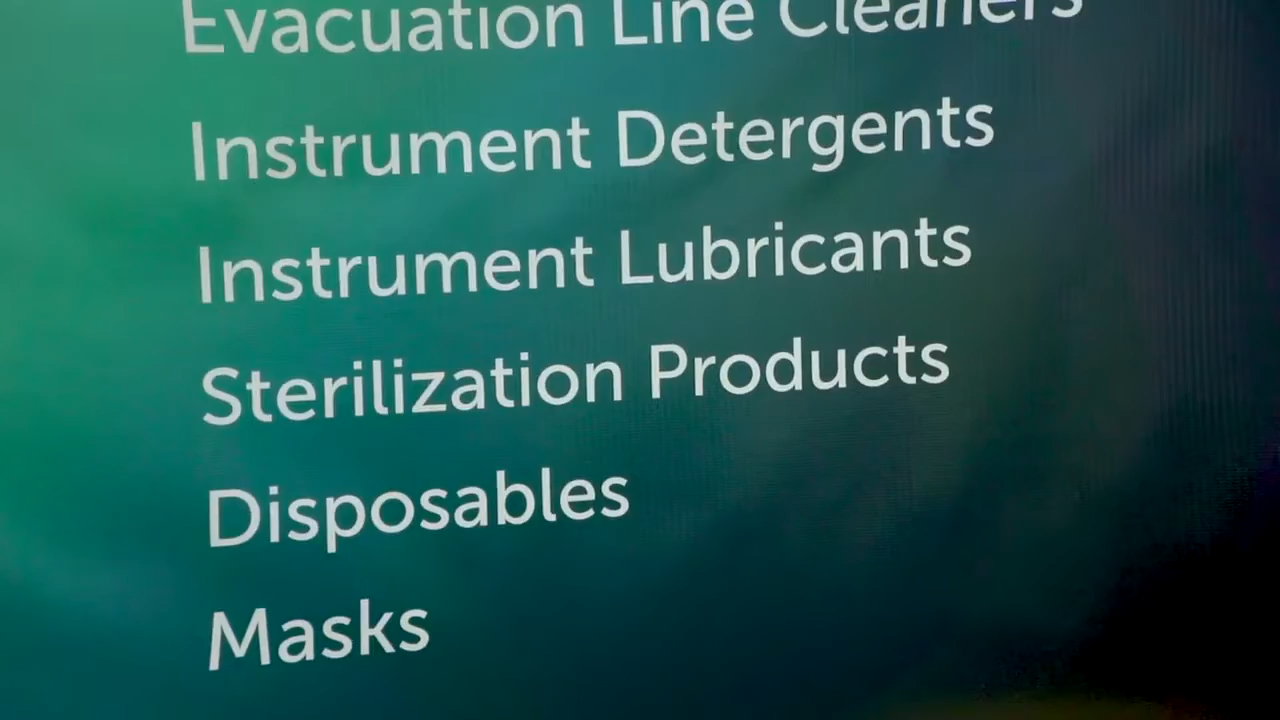 Evacuation Line Cleaners
Instrument Detergents
Instrument Lubricants
Sterilization Products
Disposables
Masks